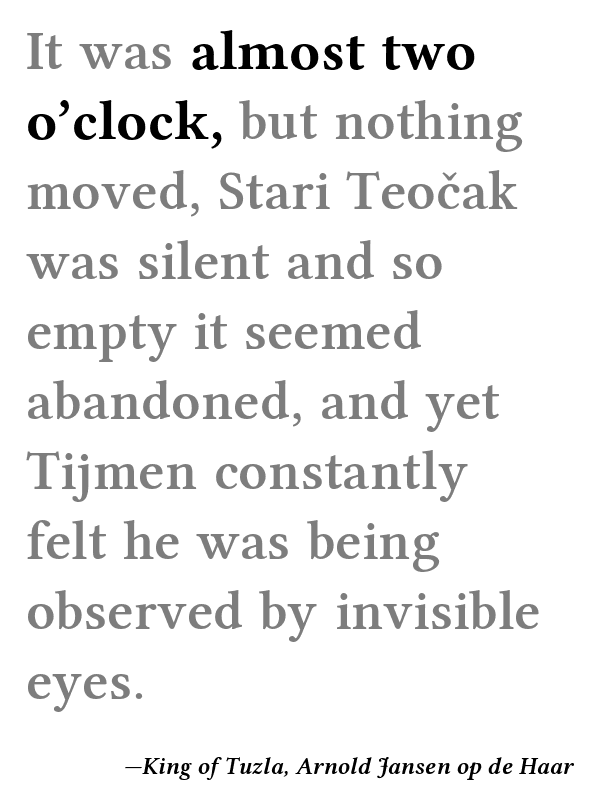 It was almost two
o’clock, but nothing
moved, Stari Teočak
was silent and so
empty it seemed
abandoned, and yet
Tijmen constantly
felt he was being
observed by invisible
eyes.
—King of Tuzla, Arnold Jansen op de Haar